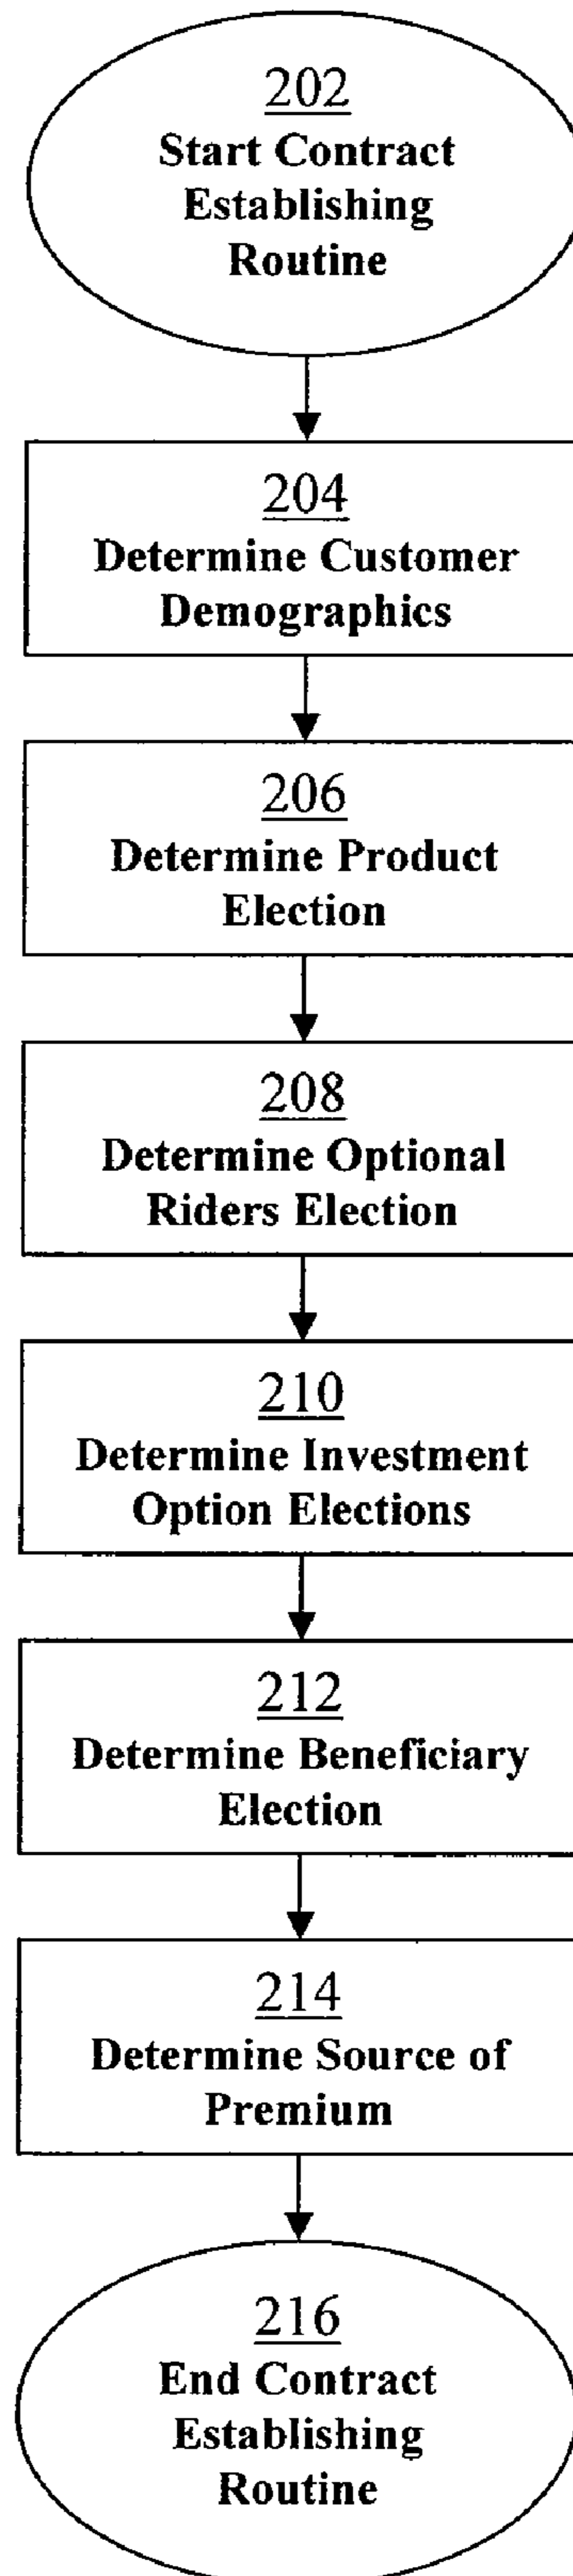 202
Start Contract
Establishing
Routine
204
Determine Customer
Demographics
206
Determine Product
Election
208
Determine Optional
Riders Election
210
Determine Investment
Option Elections
212
Determine Beneficiary
Election
214
Determine Source of
Premium
216
End Contract
Establishing
Routine